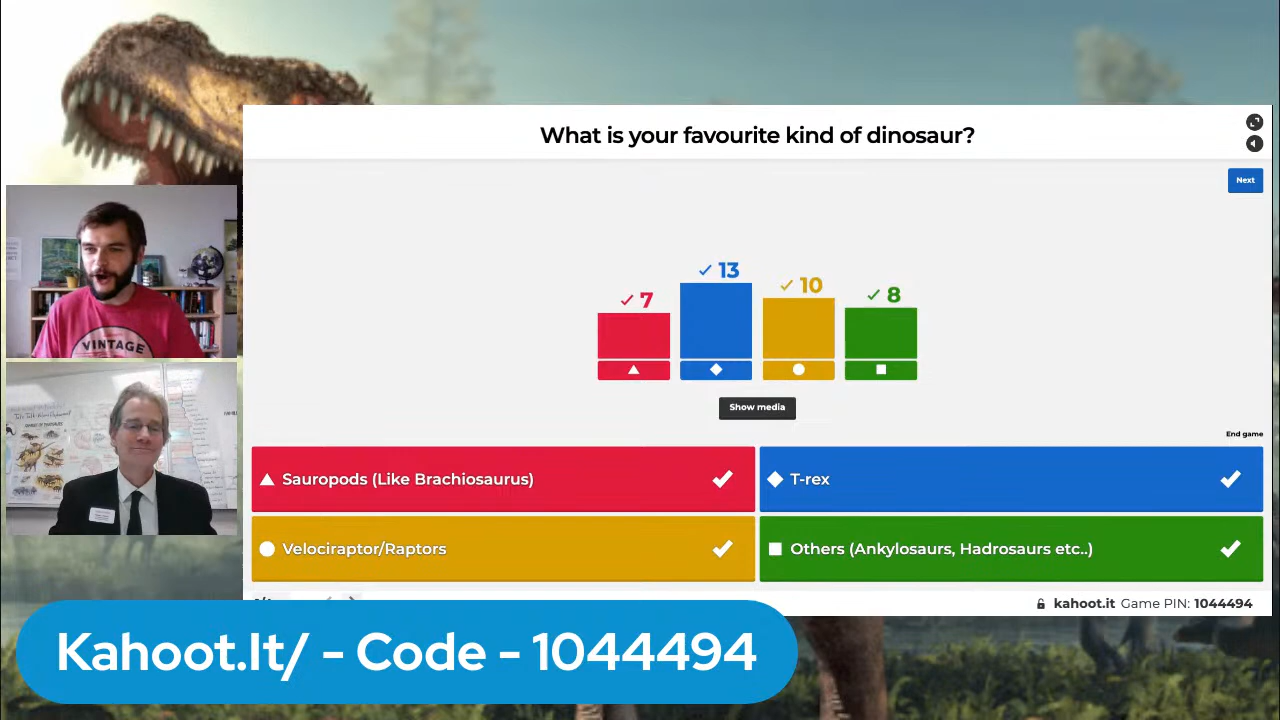 What is your favourite kind of dinosaur?
Next
7
13
10
8
Show media
End game
VINTAGE
Sauropods (Like Brachiosaurus)
T-rex
Velociraptor/Raptors
Others (Ankylosaurs, Hadrosaurs etc..)
kahoot.it Game PIN: 1044494
Kahoot.It/ - Code - 1044494